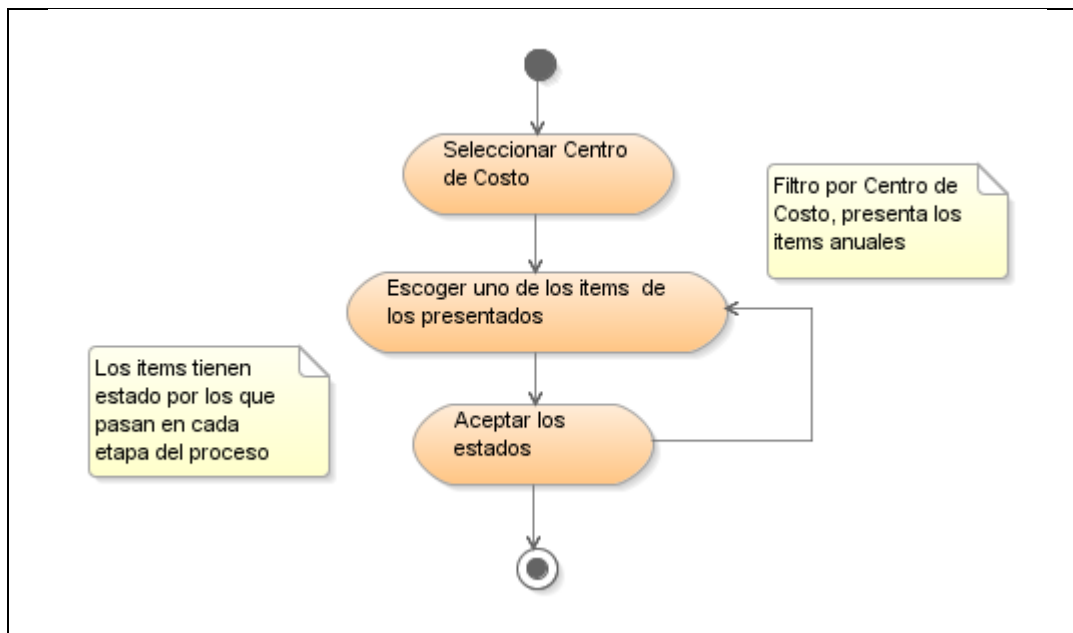 Seleccionar Centro
de Costo
Filtro por Centro de
Costo, presenta los
items anuales
Escoger uno de los items de
los presentados
Los items tienen
estado por los que
pasan en cada
etapa del proceso
Aceptar los
estados